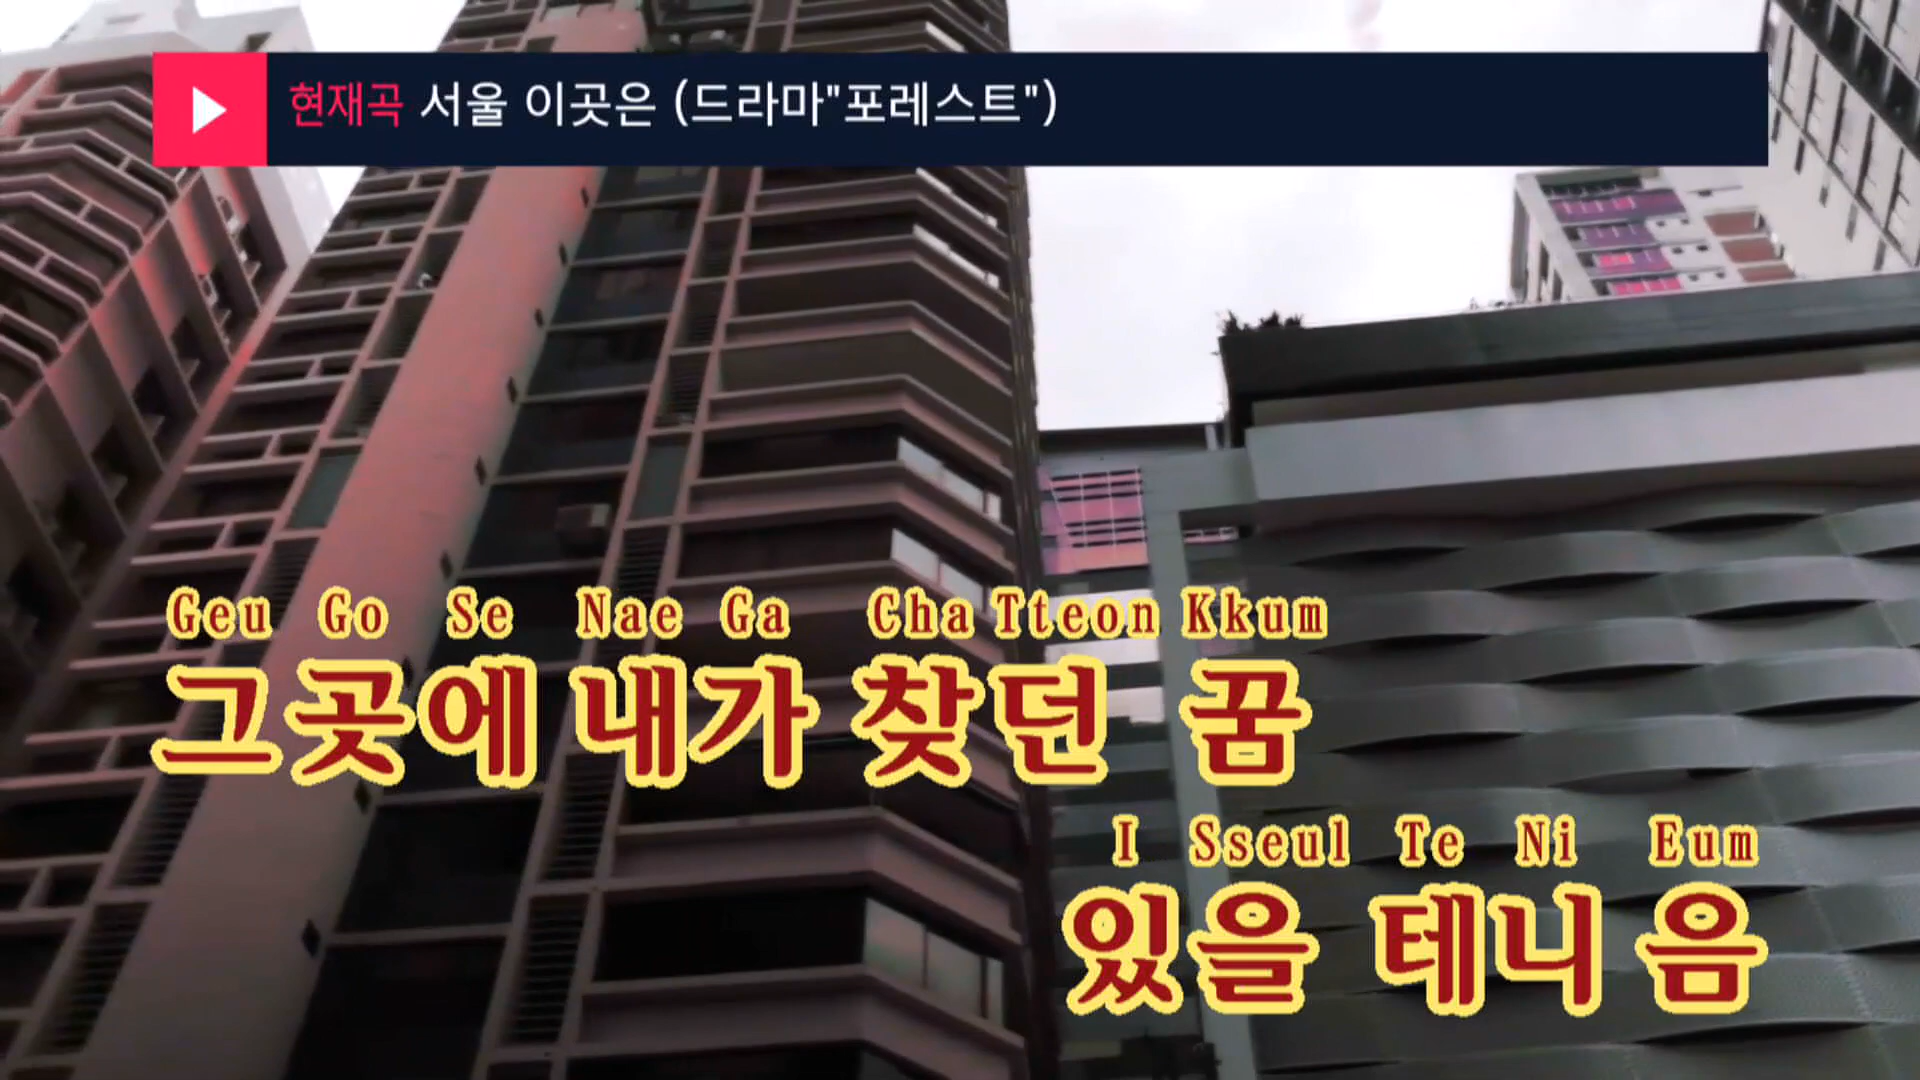 현재곡 서울 이곳은 (드라마"포레스트")
Geu Go Se Nae Ga Cha Tteon Kkum
그곳에 내가 찾던 꿈
I Sseul Te Ni Eum
있을 테니 음